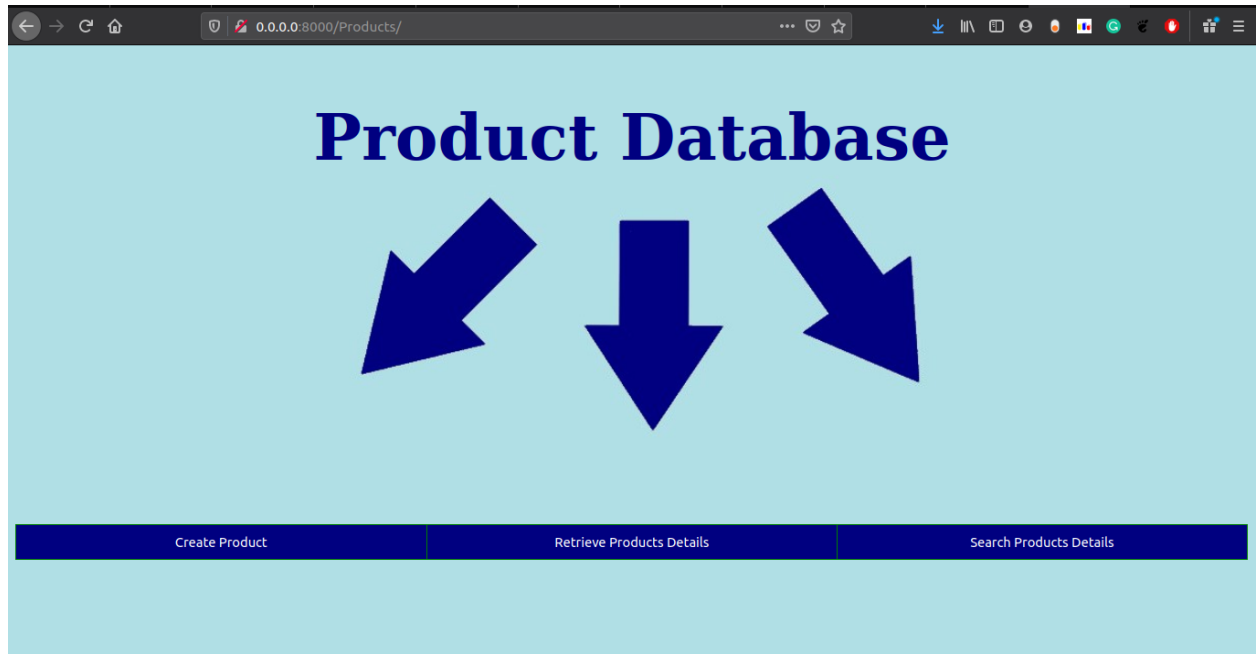 0.0.0.0:8000/Products/
Product Database
Create Product
Retrieve Products Details
Search Products Details